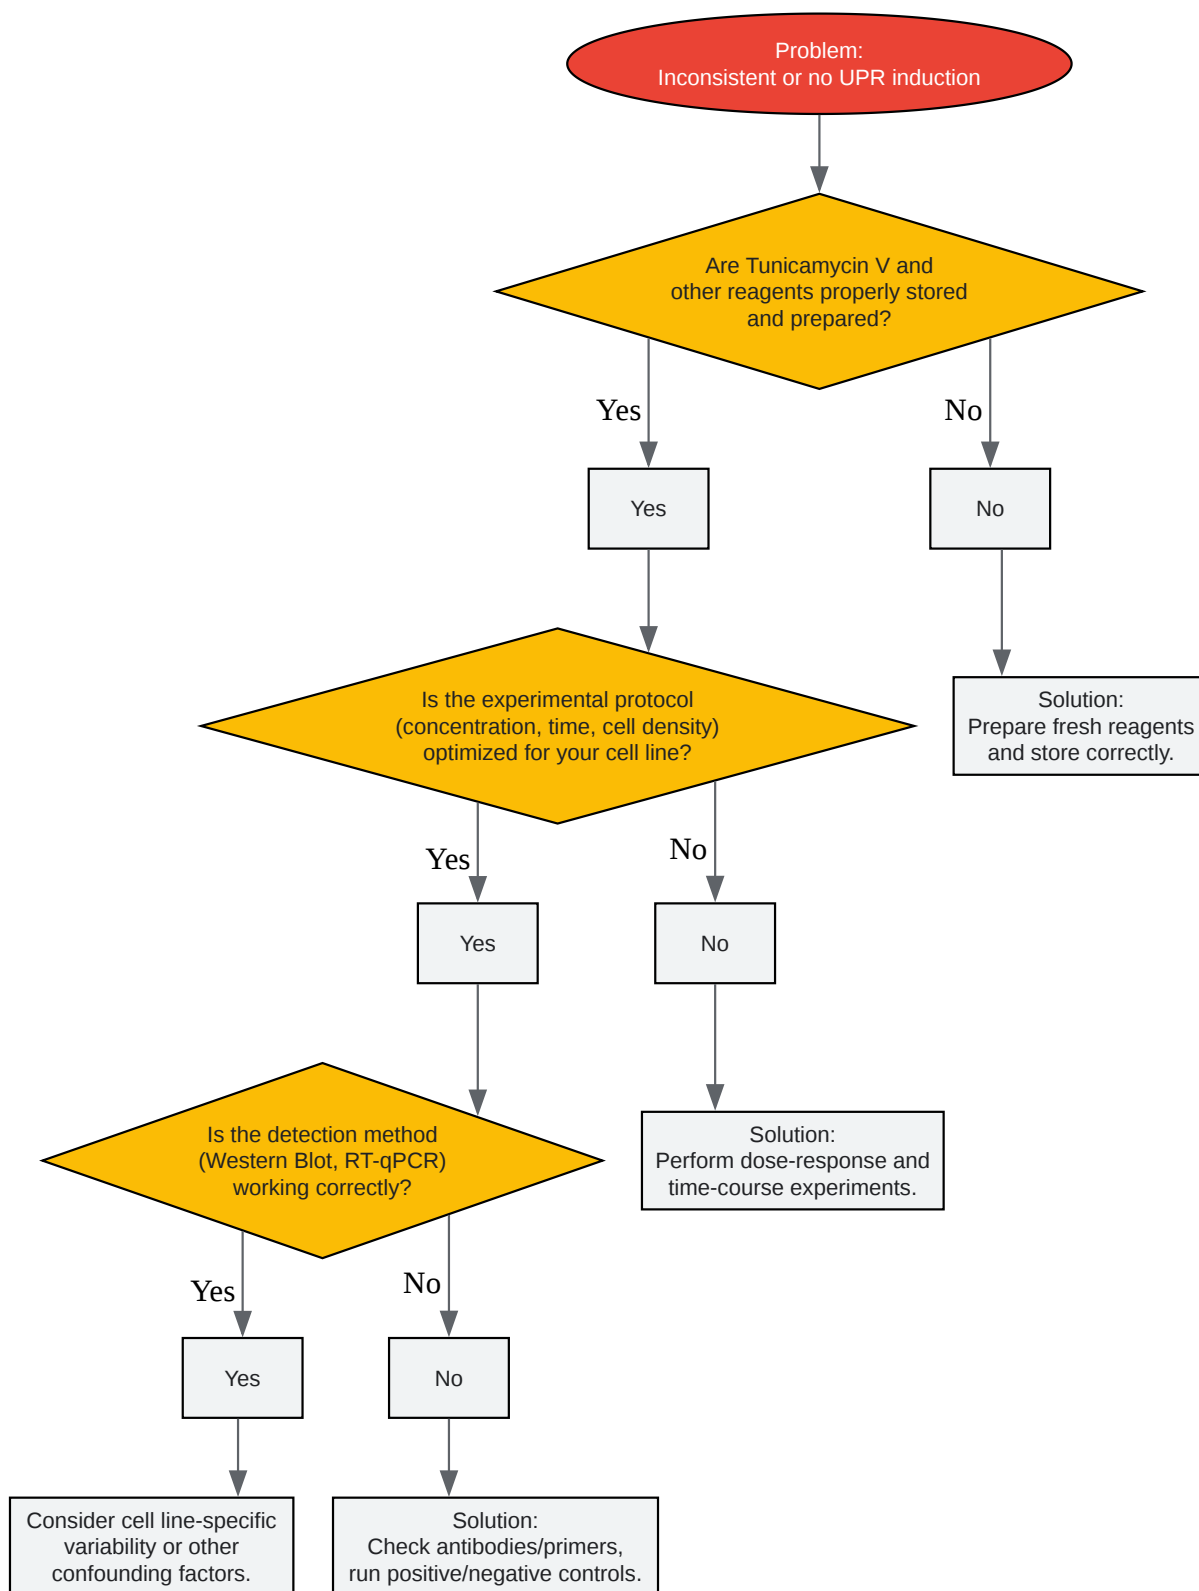 Problem:
Inconsistent or no UPR induction
Are Tunicamycin V and
other reagents properly stored
and prepared?
Yes
No
Yes
No
Is the experimental protocol
(concentration, time, cell density)
optimized for your cell line?
Solution:
Prepare fresh reagents
and store correctly.
Yes
No
Yes
No
Is the detection method
(Western Blot, RT-qPCR)
working correctly?
Solution:
Perform dose-response and
time-course experiments.
Yes
No
Yes
No
Consider cell line-specific
variability or other
confounding factors.
Solution:
Check antibodies/primers,
run positive/negative controls.